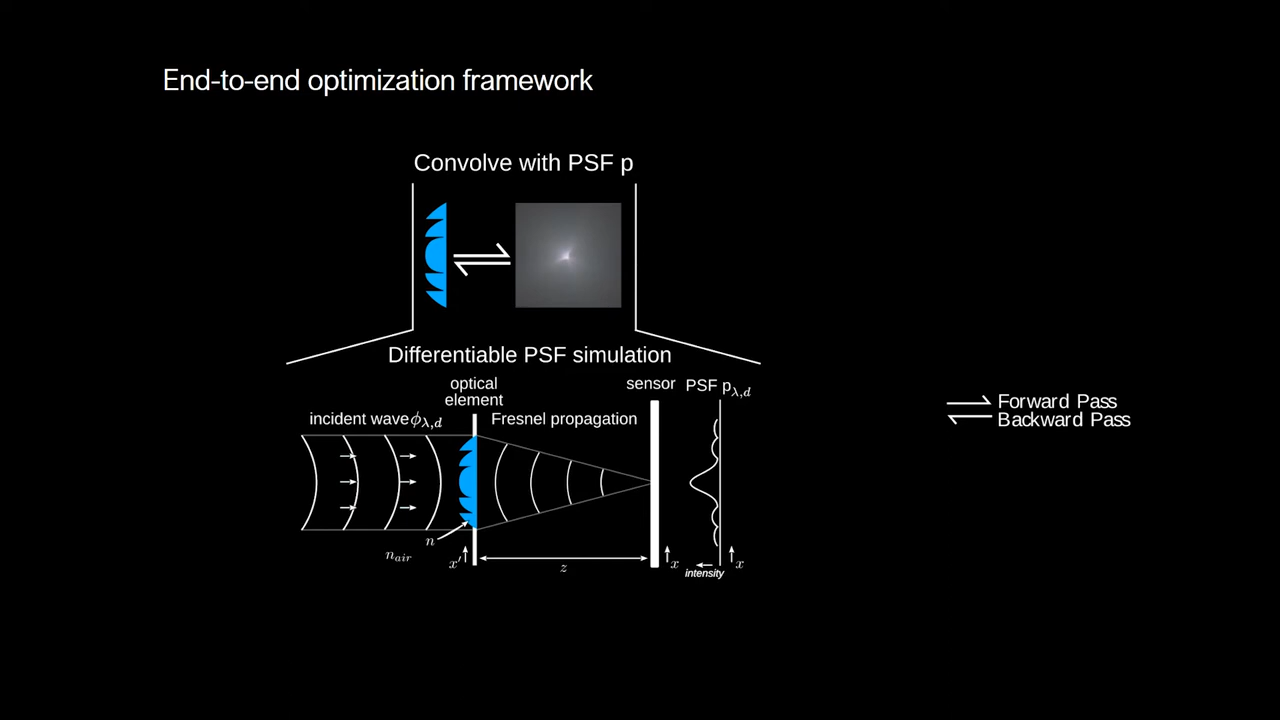 End-to-end optimization framework
Convolve with PSF p
Differentiable PSF simulation
optical
element
sensor
PSF p_{λ,d}
incident wave ϕ_{λ,d}
Fresnel propagation
Forward Pass
Backward Pass
n
n_{air}
x′
z
x
intensity
x